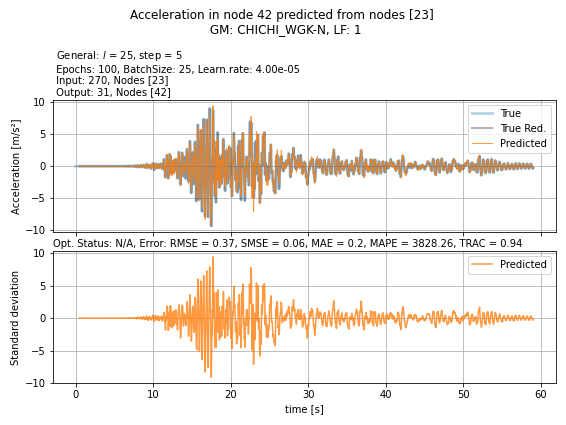 Acceleration in node 42 predicted from nodes [23]
GM: CHICHI_WGK-N, LF: 1
General: l = 25, step = 5
Epochs: 100, BatchSize: 25, Learn.rate: 4.00e-05
Input: 270, Nodes [23]
Output: 31, Nodes [42]
Acceleration [m/s²]
10
5
0
−5
−10
True
True Red.
Predicted
Opt. Status: N/A, Error: RMSE = 0.37, SMSE = 0.06, MAE = 0.2, MAPE = 3828.26, TRAC = 0.94
Standard deviation
10
5
0
−5
−10
Predicted
0 10 20 30 40 50 60
time [s]